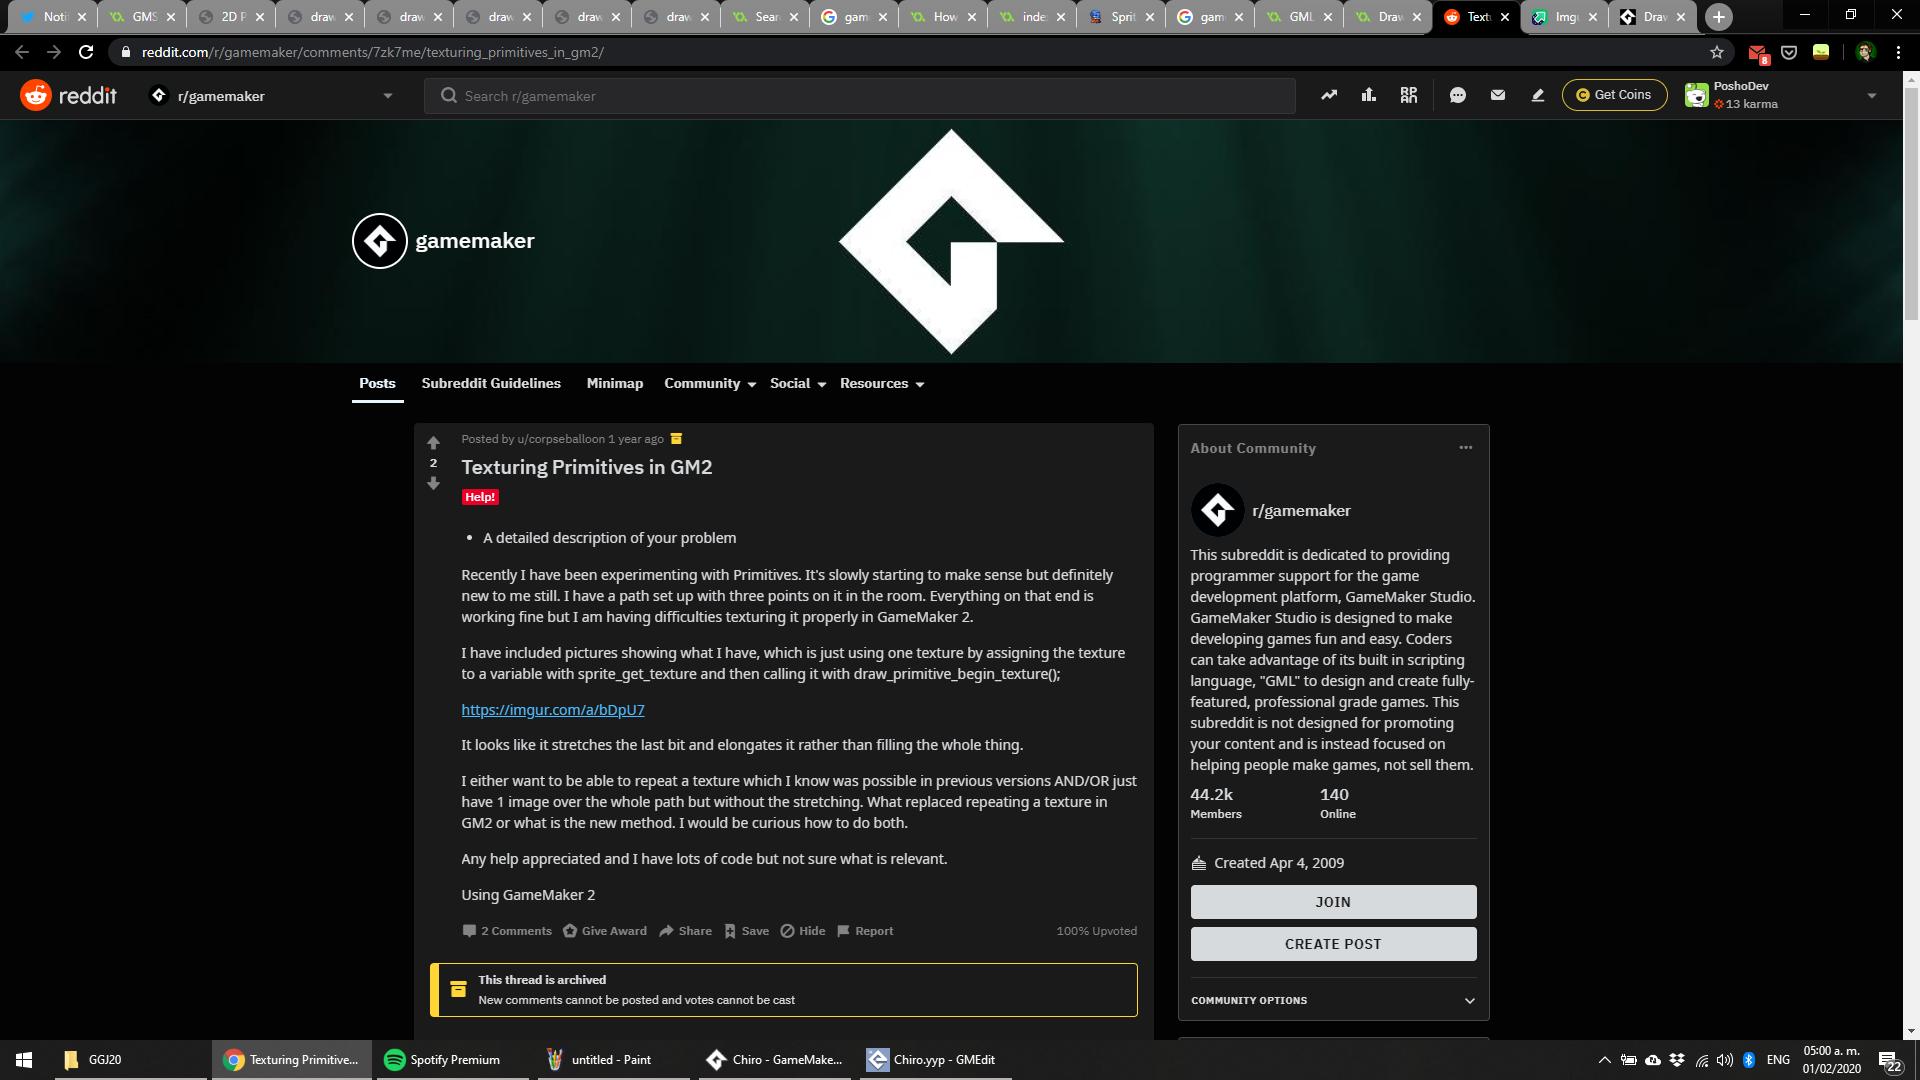 Noti
GMS
2D P
draw
draw
draw
draw
draw
Sear
gam
How
inde
Sprit
gam
GML
Draw
Textu
Imgu
Draw
reddit.com/r/gamemaker/comments/7zk7me/texturing_primitives_in_gm2/
8
reddit
r/gamemaker
Search r/gamemaker
Get Coins
PoshoDev
13 karma
gamemaker
Posts
Subreddit Guidelines
Minimap
Community
Social
Resources
Posted by u/corpseballoon 1 year ago
2
Texturing Primitives in GM2
Help!
• A detailed description of your problem
Recently I have been experimenting with Primitives. It's slowly starting to make sense but definitely
new to me still. I have a path set up with three points on it in the room. Everything on that end is
working fine but I am having difficulties texturing it properly in GameMaker 2.
I have included pictures showing what I have, which is just using one texture by assigning the texture
to a variable with sprite_get_texture and then calling it with draw_primitive_begin_texture();
https://imgur.com/a/bDpU7
It looks like it stretches the last bit and elongates it rather than filling the whole thing.
I either want to be able to repeat a texture which I know was possible in previous versions AND/OR just
have 1 image over the whole path but without the stretching. What replaced repeating a texture in
GM2 or what is the new method. I would be curious how to do both.
Any help appreciated and I have lots of code but not sure what is relevant.
Using GameMaker 2
2 Comments
Give Award
Share
Save
Hide
Report
100% Upvoted
This thread is archived
New comments cannot be posted and votes cannot be cast
About Community
r/gamemaker
This subreddit is dedicated to providing
programmer support for the game
development platform, GameMaker Studio.
GameMaker Studio is designed to make
developing games fun and easy. Coders
can take advantage of its built in scripting
language, "GML" to design and create fully-
featured, professional grade games. This
subreddit is not designed for promoting
your content and is instead focused on
helping people make games, not sell them.
44.2k
140
Members
Online
Created Apr 4, 2009
JOIN
CREATE POST
COMMUNITY OPTIONS
GGJ20
Texturing Primitive...
Spotify Premium
untitled - Paint
Chiro - GameMake...
Chiro.yyp - GMEdit
ENG
05:00 a. m.
01/02/2020
22